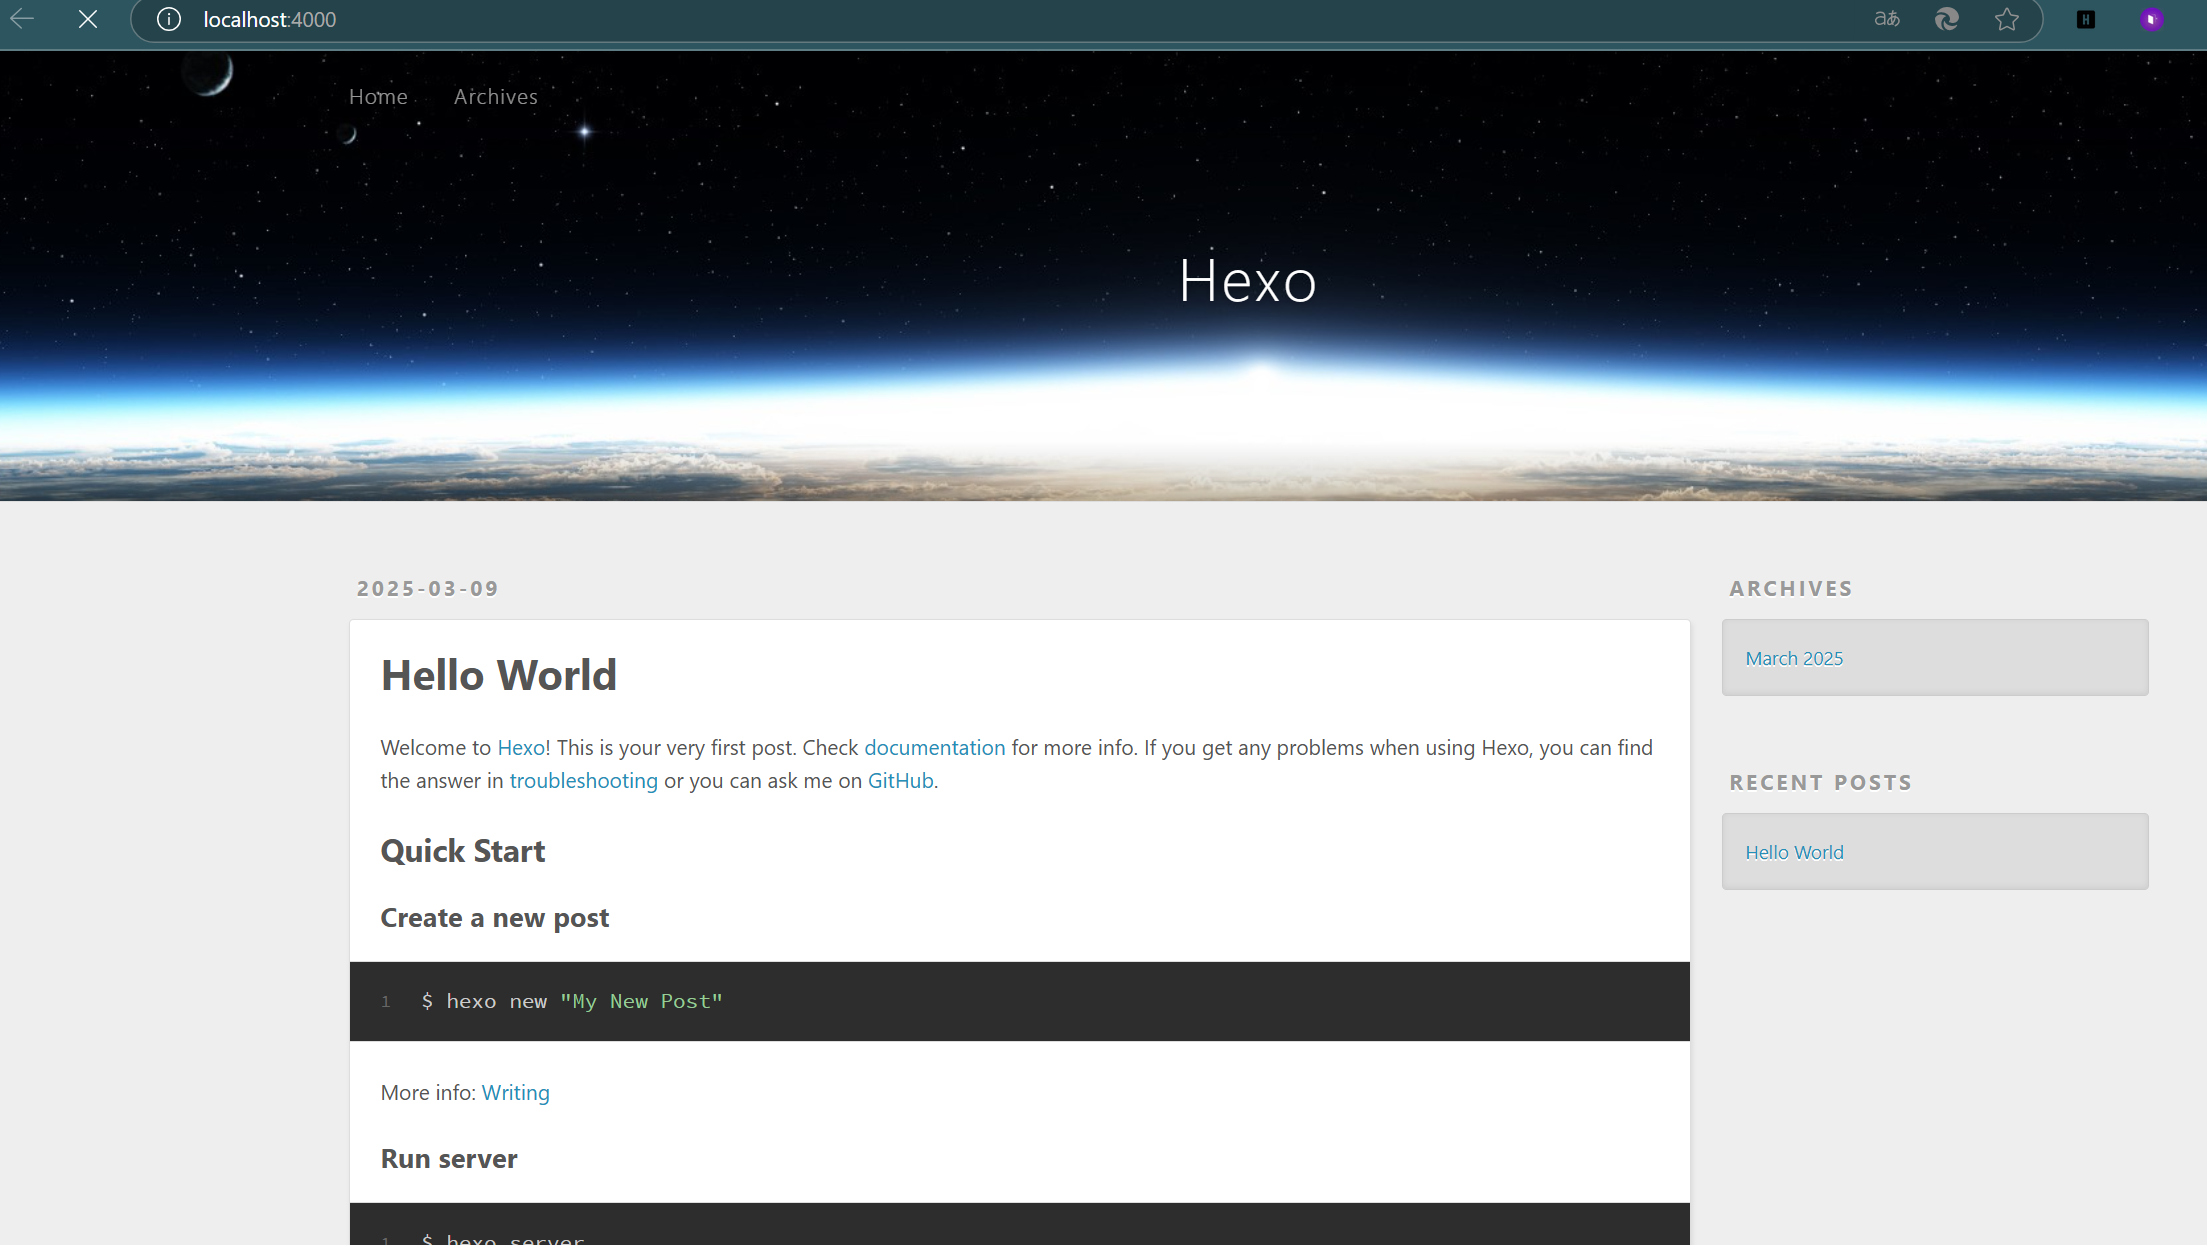 localhost:4000
aあ
H
Home Archives
Hexo
2025-03-09
Hello World
Welcome to Hexo! This is your very first post. Check documentation for more info. If you get any problems when using Hexo, you can find
the answer in troubleshooting or you can ask me on GitHub.
Quick Start
Create a new post
1 $ hexo new "My New Post"
More info: Writing
Run server
1 $ hexo server
ARCHIVES
March 2025
RECENT POSTS
Hello World